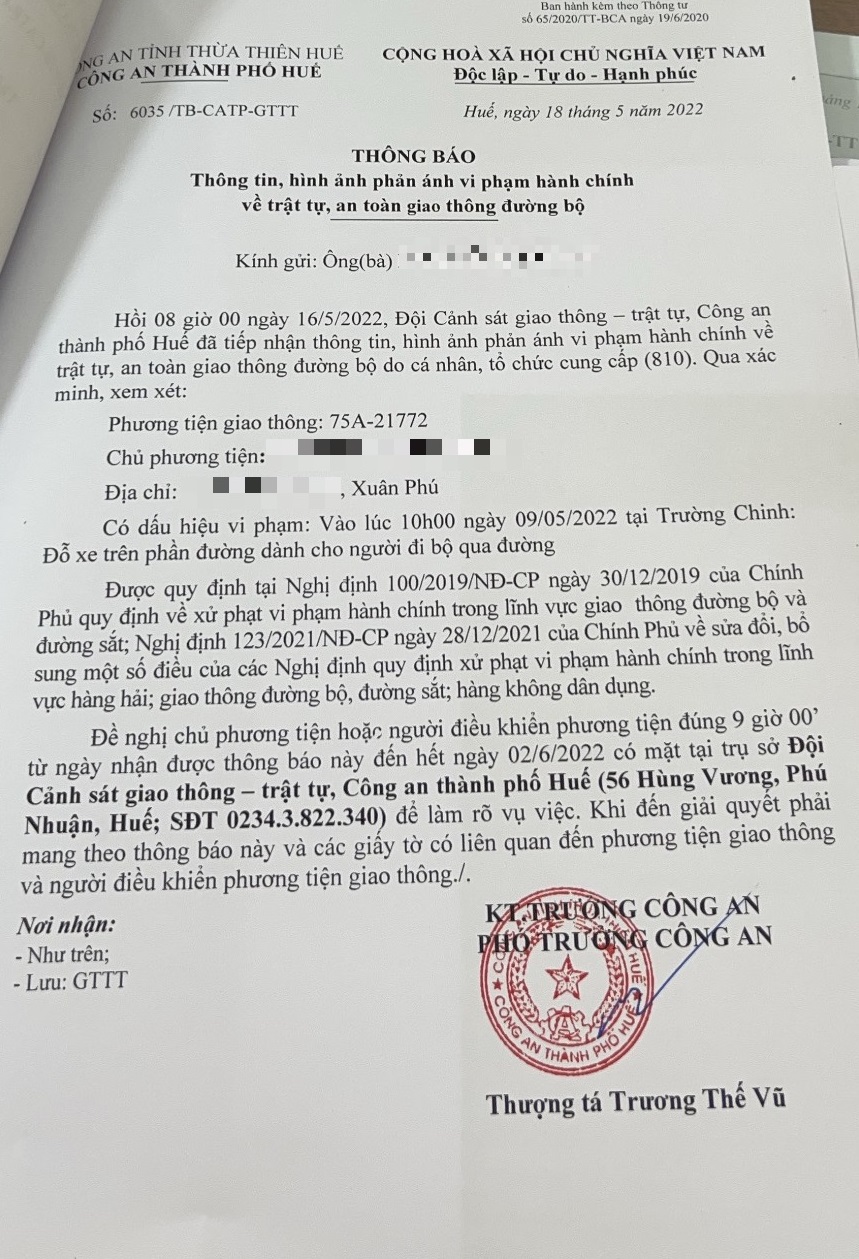 Ban hành kèm theo Thông tư
số 65/2020/TT-BCA ngày 19/6/2020
NG AN TỈNH THỪA THIÊN HUẾ
CÔNG AN THÀNH PHỐ HUẾ
Số: 6035 /TB-CATP-GTTT
CỘNG HOÀ XÃ HỘI CHỦ NGHĨA VIỆT NAM
Độc lập - Tự do - Hạnh phúc
Huế, ngày 18 tháng 5 năm 2022
THÔNG BÁO
Thông tin, hình ảnh phản ánh vi phạm hành chính
về trật tự, an toàn giao thông đường bộ
Kính gửi: Ông(bà)
Hồi 08 giờ 00 ngày 16/5/2022, Đội Cảnh sát giao thông – trật tự, Công an
thành phố Huế đã tiếp nhận thông tin, hình ảnh phản ánh vi phạm hành chính về
trật tự, an toàn giao thông đường bộ do cá nhân, tổ chức cung cấp (810). Qua xác
minh, xem xét:
Phương tiện giao thông: 75A-21772
Chủ phương tiện:
Địa chỉ: , Xuân Phú
Có dấu hiệu vi phạm: Vào lúc 10h00 ngày 09/05/2022 tại Trường Chinh:
Đỗ xe trên phần đường dành cho người đi bộ qua đường
Được quy định tại Nghị định 100/2019/NĐ-CP ngày 30/12/2019 của Chính
Phủ quy định về xử phạt vi phạm hành chính trong lĩnh vực giao thông đường bộ và
đường sắt; Nghị định 123/2021/NĐ-CP ngày 28/12/2021 của Chính Phủ về sửa đổi, bổ
sung một số điều của các Nghị định quy định xử phạt vi phạm hành chính trong lĩnh
vực hàng hải; giao thông đường bộ, đường sắt; hàng không dân dụng.
Đề nghị chủ phương tiện hoặc người điều khiển phương tiện đúng 9 giờ 00’
từ ngày nhận được thông báo này đến hết ngày 02/6/2022 có mặt tại trụ sở Đội
Cảnh sát giao thông – trật tự, Công an thành phố Huế (56 Hùng Vương, Phú
Nhuận, Huế; SĐT 0234.3.822.340) để làm rõ vụ việc. Khi đến giải quyết phải
mang theo thông báo này và các giấy tờ có liên quan đến phương tiện giao thông
và người điều khiển phương tiện giao thông./.
Nơi nhận:
- Như trên;
- Lưu: GTTT
KT.TRƯỞNG CÔNG AN
PHÓ TRƯỞNG CÔNG AN
CÔNG AN THÀNH PHỐ HUẾ
Thượng tá Trương Thế Vũ